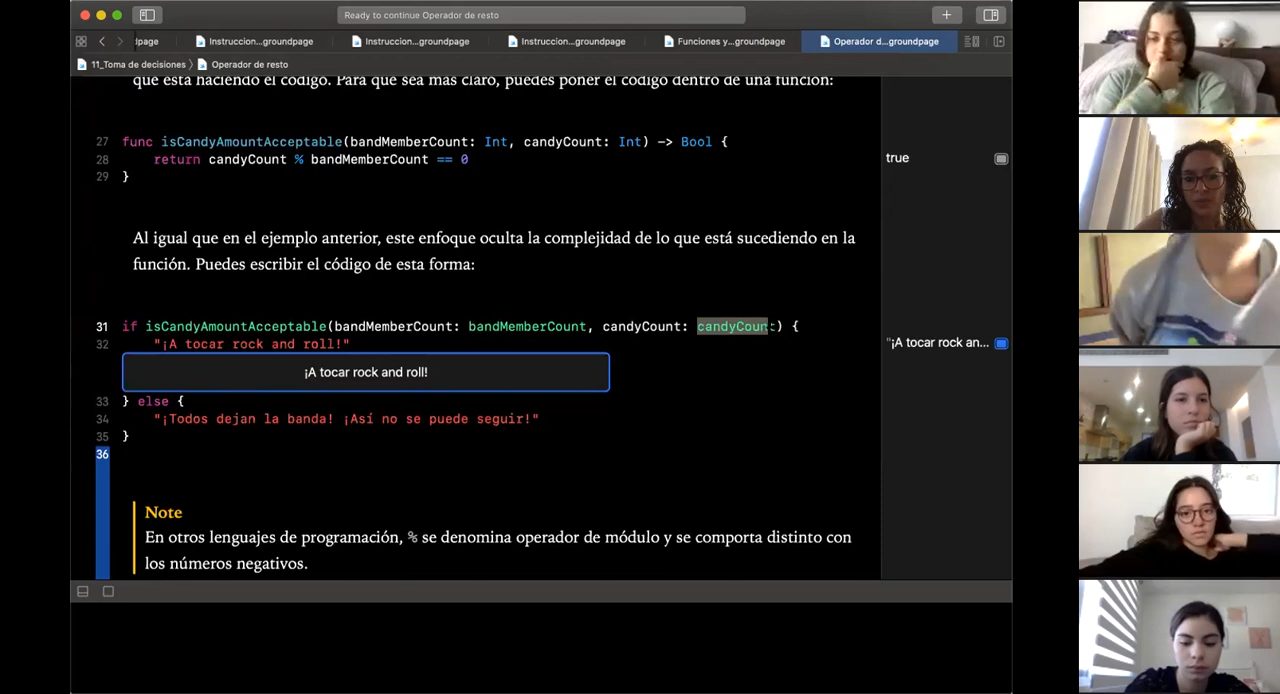 Ready to continue Operador de resto
dpage
Instruccion...groundpage
Instruccion...groundpage
Instruccion...groundpage
Funciones y...groundpage
Operador d...groundpage
11_Toma de decisiones
Operador de resto
que está haciendo el código. Para que sea más claro, puedes poner el código dentro de una función:
27 func isCandyAmountAcceptable(bandMemberCount: Int, candyCount: Int) -> Bool {
28 return candyCount % bandMemberCount == 0
true
29 }
Al igual que en el ejemplo anterior, este enfoque oculta la complejidad de lo que está sucediendo en la
función. Puedes escribir el código de esta forma:
31 if isCandyAmountAcceptable(bandMemberCount: bandMemberCount, candyCount: candyCount) {
32 "¡A tocar rock and roll!"
"¡A tocar rock an...
¡A tocar rock and roll!
33 } else {
34 "¡Todos dejan la banda! ¡Así no se puede seguir!"
35 }
36
Note
En otros lenguajes de programación, % se denomina operador de módulo y se comporta distinto con
los números negativos.